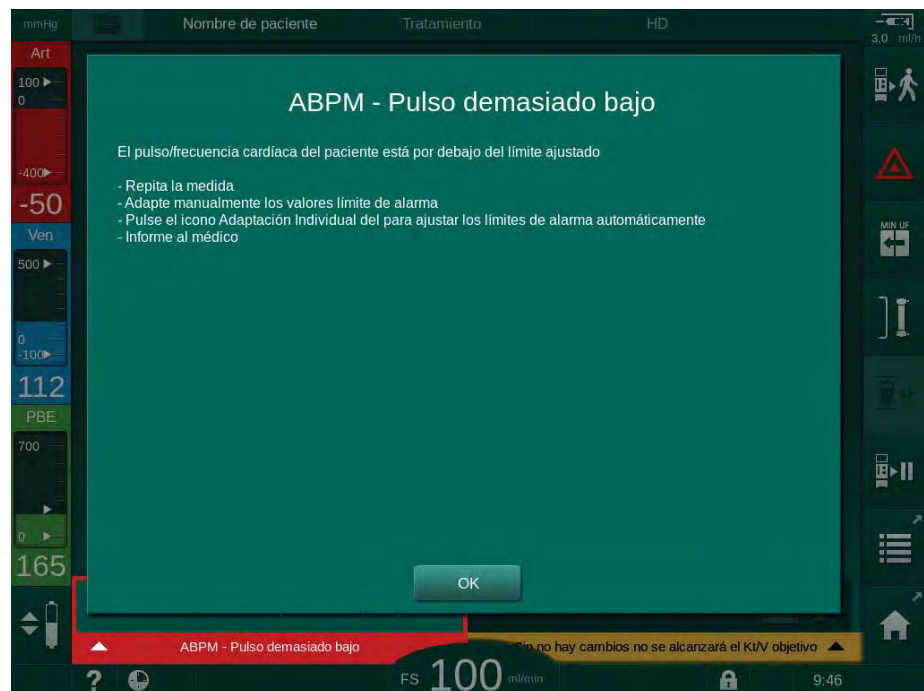 mmHg
Nombre de paciente
Tratamiento
HD
3,0 ml/h
Art
100
0
-400
-50
Ven
500
0
-100
112
PBE
700
0
165
ABPM - Pulso demasiado bajo
El pulso/frecuencia cardíaca del paciente está por debajo del límite ajustado
- Repita la medida
- Adapte manualmente los valores límite de alarma
- Pulse el icono Adaptación Individual del para ajustar los límites de alarma automáticamente
- Informe al médico
OK
MIN UF
ABPM - Pulso demasiado bajo
no hay cambios no se alcanzará el Kt/V objetivo
?
FS 100 ml/min
9:46